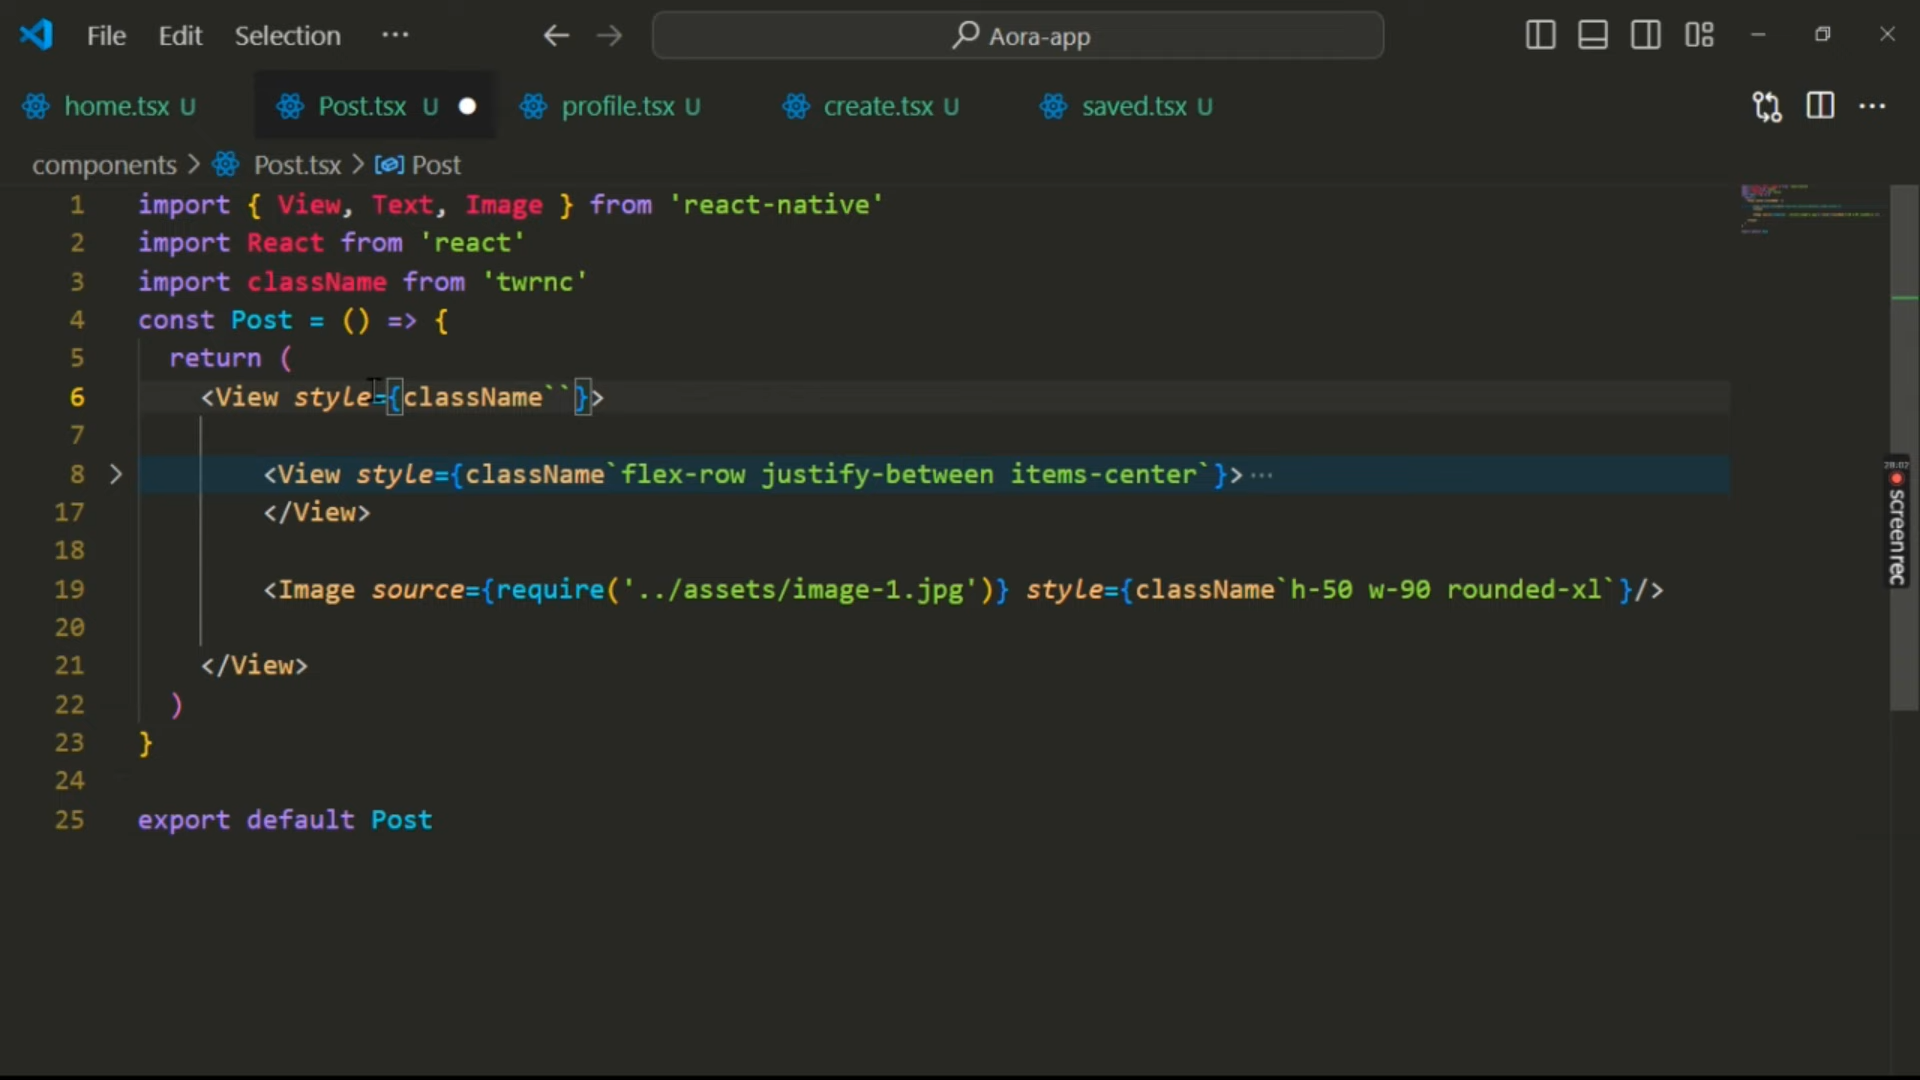 File Edit Selection ··· Aora-app
home.tsx U Post.tsx U profile.tsx U create.tsx U saved.tsx U ···
components > Post.tsx > Post
1 import { View, Text, Image } from 'react-native'
2 import React from 'react'
3 import className from 'twrnc'
4 const Post = () => {
5 return (
6 <View style={className``}>
7
8 > <View style={className`flex-row justify-between items-center`}>···
17 </View>
18
19 <Image source={require('../assets/image-1.jpg')} style={className`h-50 w-90 rounded-xl`}/>
20
21 </View>
22 )
23 }
24
25 export default Post
screenrec